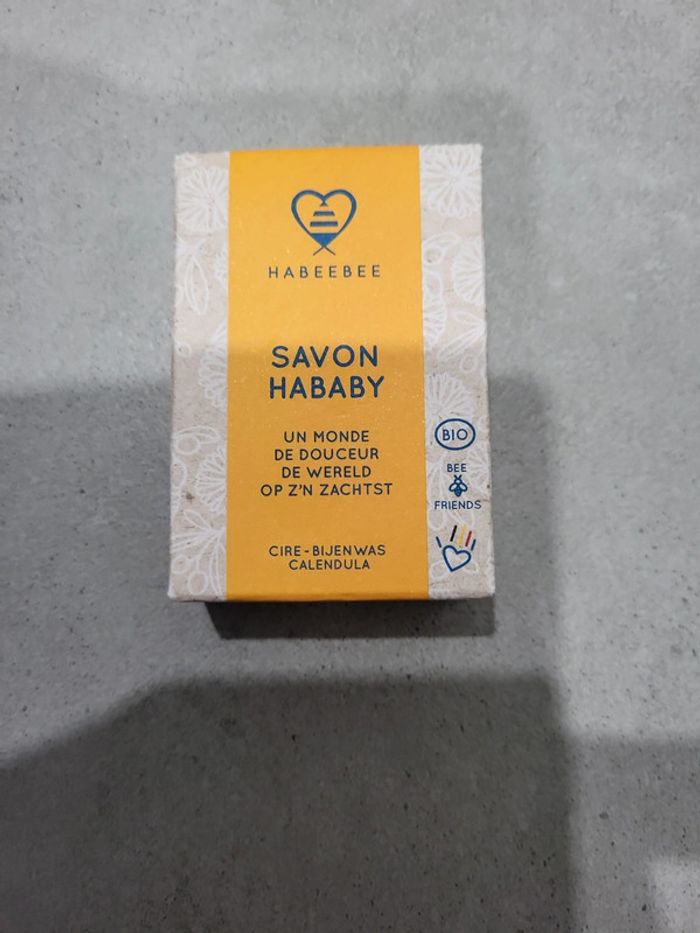 HABEEBEE
SAVON
HABABY
UN MONDE
DE DOUCEUR
DE WERELD
OP Z'N ZACHTST
CIRE-BIJENWAS
CALENDULA
BIO
BEE
FRIENDS